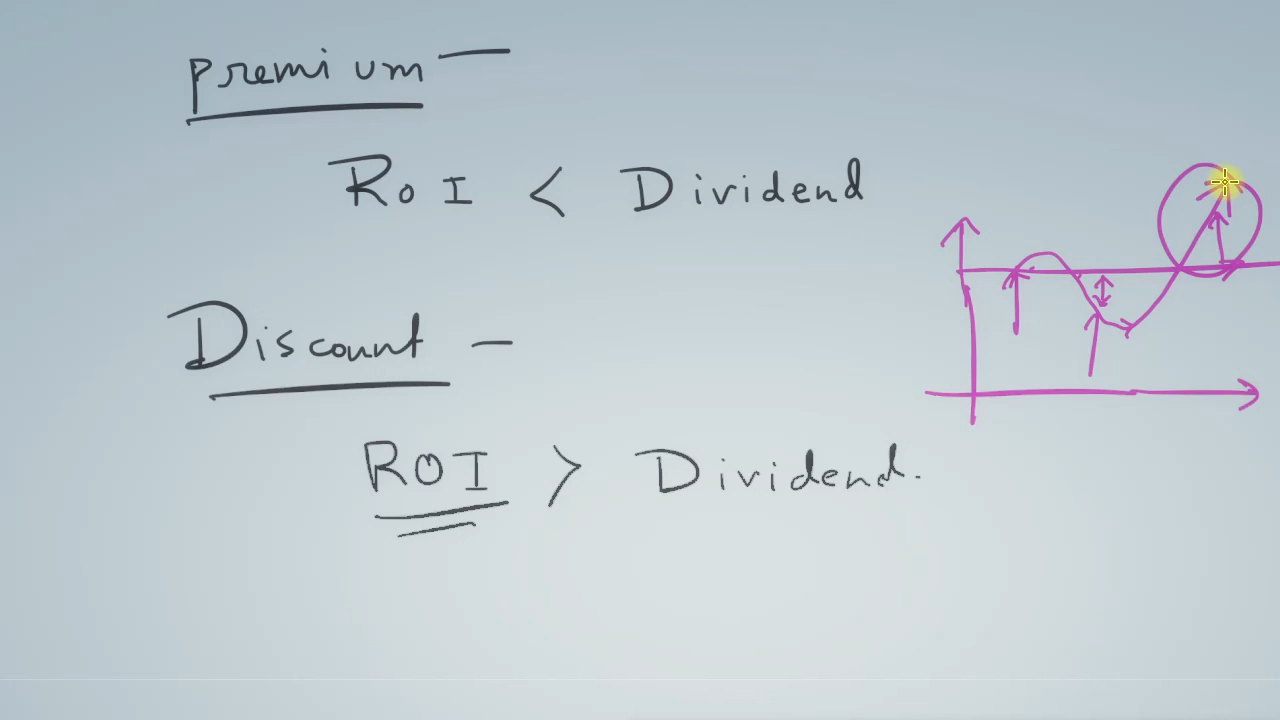 Premium —
RoI < Dividend
Discount —
ROI > Dividend.